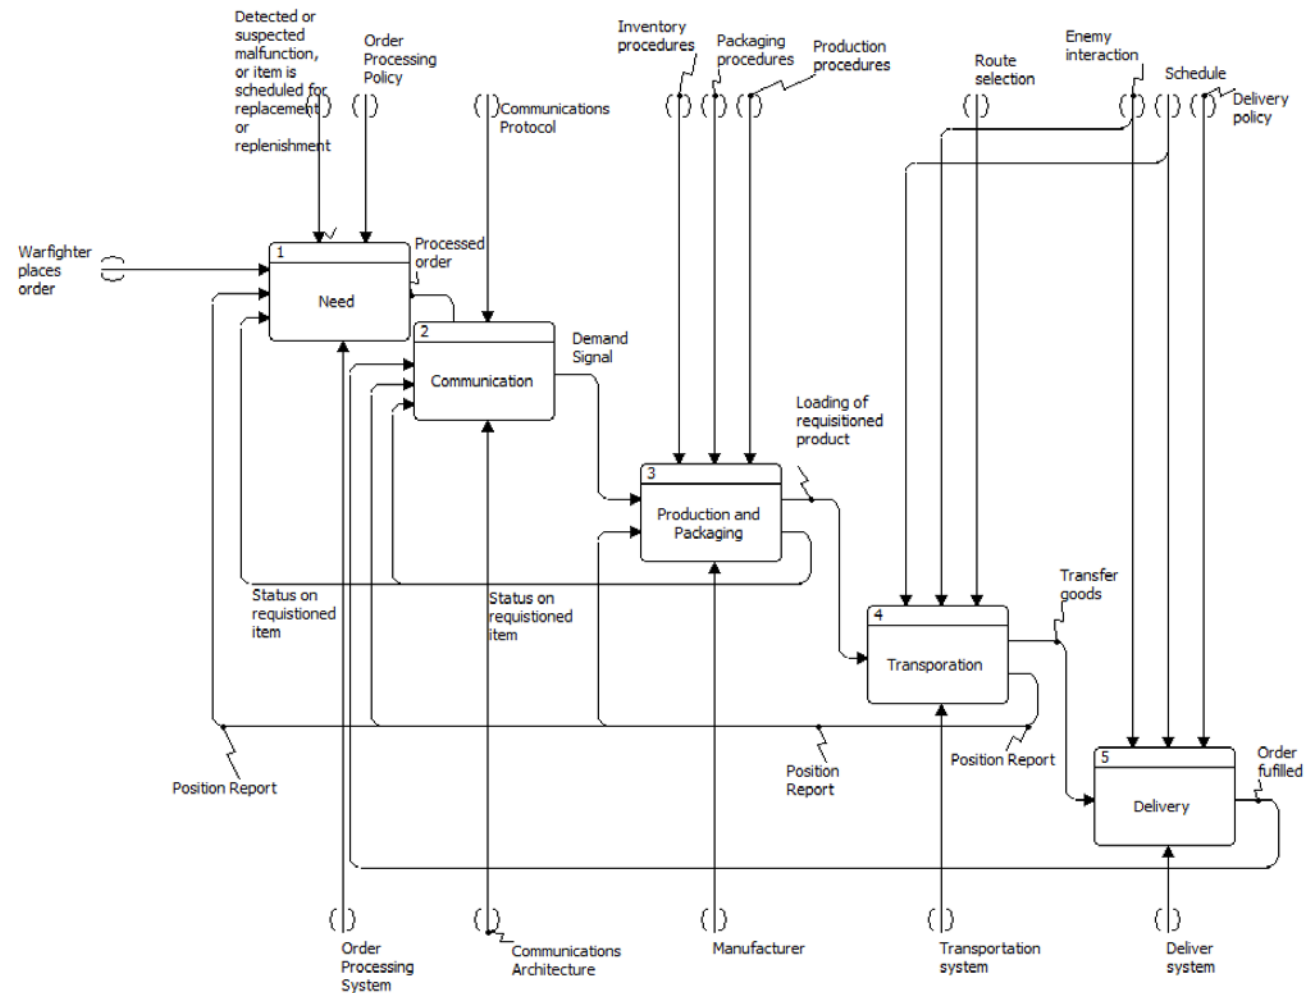 Detected or
suspected
malfunction,
or item is
scheduled for
replacement
or
replenishment
Order
Processing
Policy
Communications
Protocol
Inventory
procedures
Packaging
procedures
Production
procedures
Route
selection
Enemy
interaction
Schedule
Delivery
policy
Warfighter
places
order
1
Need
Processed
order
2
Communication
Demand
Signal
3
Production and
Packaging
Loading of
requisitioned
product
Status on
requistioned
item
Status on
requistioned
item
4
Transporation
Transfer
goods
Position Report
Position
Report
Position Report
5
Delivery
Order
fufilled
Order
Processing
System
Communications
Architecture
Manufacturer
Transportation
system
Deliver
system